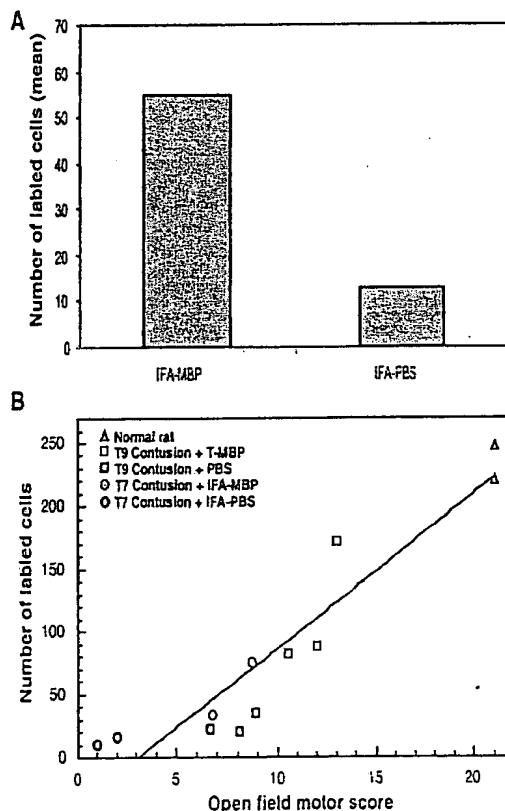 A
Number of labled cells (mean)
70
60
50
40
30
20
10
0
IFA-MBP
IFA-PBS
B
Number of labled cells
250
200
150
100
50
0
Δ Normal rat
□ T9 Contusion + T-MBP
□ T9 Contusion + PBS
○ T7 Contusion + IFA-MBP
○ T7 Contusion + IFA-PBS
0 5 10 15 20
Open field motor score